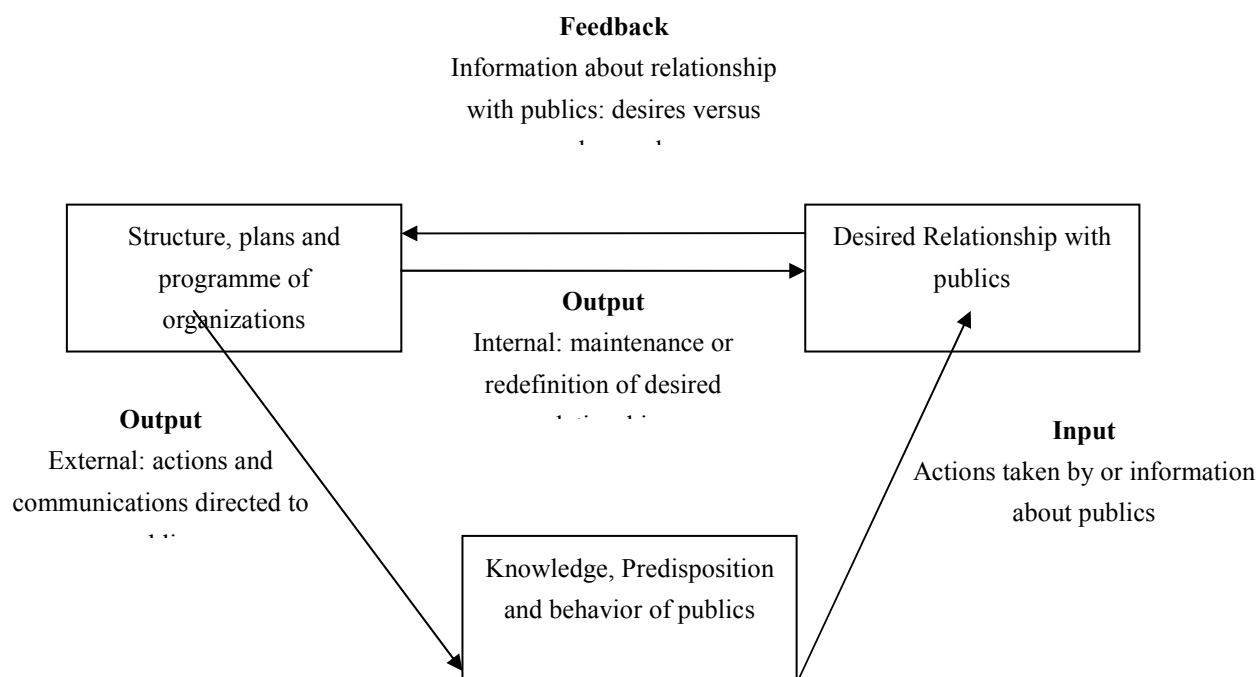 Feedback
Information about relationship
with publics: desires versus
Structure, plans and
programme of
organizations
Desired Relationship with
publics
Output
Internal: maintenance or
redefinition of desired
Output
External: actions and
communications directed to
Input
Actions taken by or information
about publics
Knowledge, Predisposition
and behavior of publics